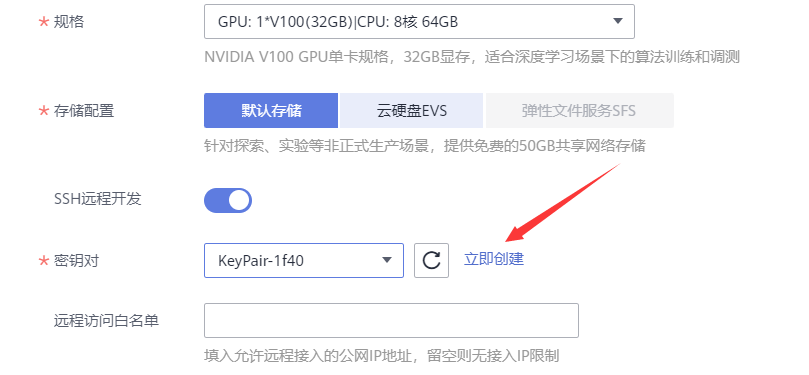 * 规格 GPU: 1*V100(32GB)|CPU: 8核 64GB
NVIDIA V100 GPU单卡规格，32GB显存，适合深度学习场景下的算法训练和调测
* 存储配置 默认存储 云硬盘EVS 弹性文件服务SFS
针对探索、实验等非正式生产场景，提供免费的50GB共享网络存储
SSH远程开发
* 密钥对 KeyPair-1f40 立即创建
远程访问白名单
填入允许远程接入的公网IP地址，留空则无接入IP限制